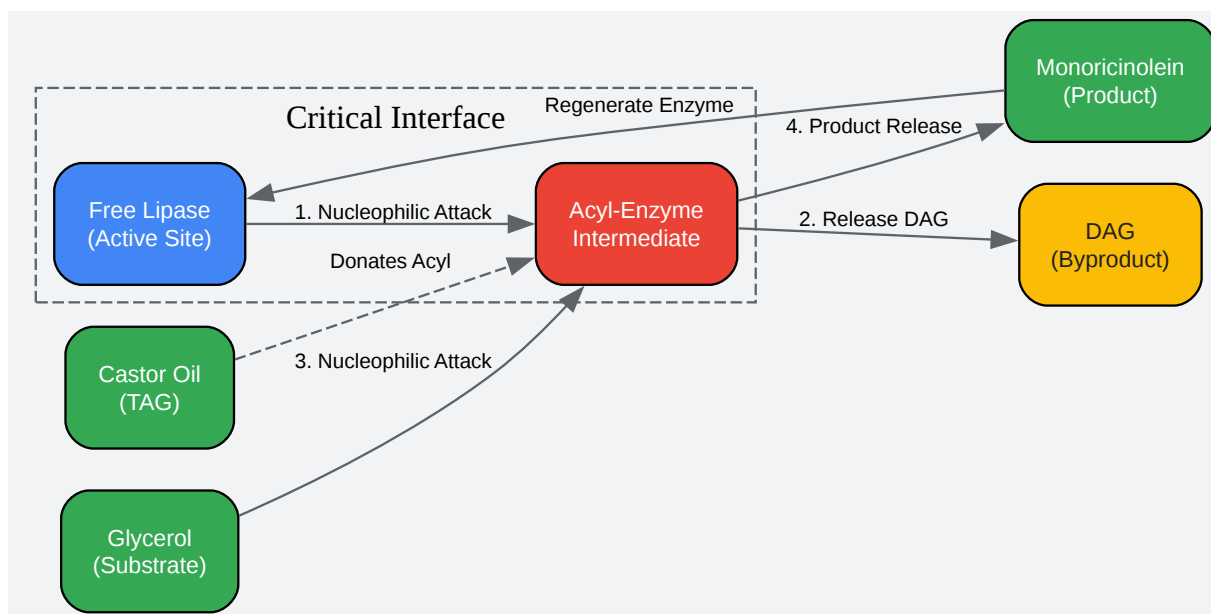 Monoricinolein
(Product)
Regenerate Enzyme
Critical Interface
4. Product Release
Free Lipase
(Active Site)
1. Nucleophilic Attack
Acyl-Enzyme
Intermediate
2. Release DAG
DAG
(Byproduct)
Donates Acyl
Castor Oil
(TAG)
3. Nucleophilic Attack
Glycerol
(Substrate)